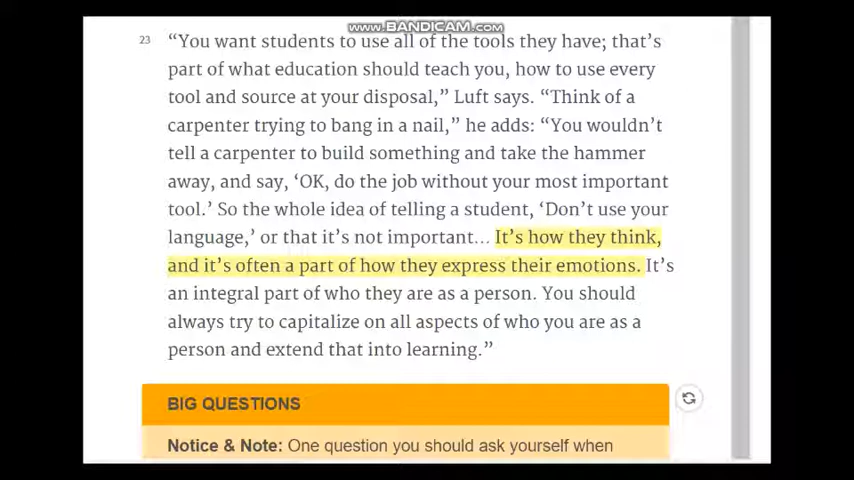 www.BANDICAM.com
23 “You want students to use all of the tools they have; that’s
part of what education should teach you, how to use every
tool and source at your disposal,” Luft says. “Think of a
carpenter trying to bang in a nail,” he adds: “You wouldn’t
tell a carpenter to build something and take the hammer
away, and say, ‘OK, do the job without your most important
tool.’ So the whole idea of telling a student, ‘Don’t use your
language,’ or that it’s not important… It’s how they think,
and it’s often a part of how they express their emotions. It’s
an integral part of who they are as a person. You should
always try to capitalize on all aspects of who you are as a
person and extend that into learning.”
BIG QUESTIONS
Notice & Note: One question you should ask yourself when